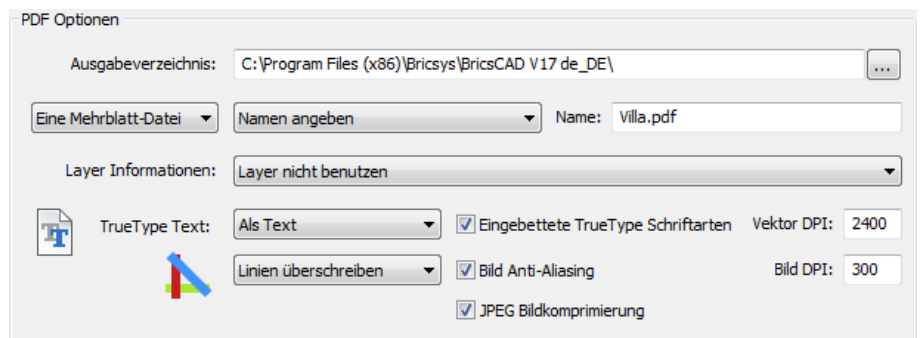 PDF Optionen
Ausgabeverzeichnis: C:\Program Files (x86)\Bricsys\BricsCAD V17 de_DE\ ...
Eine Mehrblatt-Datei Namen angeben Name: Villa.pdf
Layer Informationen: Layer nicht benutzen
TT TrueType Text: Als Text Eingebettete TrueType Schriftarten Vektor DPI: 2400
Linien überschreiben Bild Anti-Aliasing Bild DPI: 300
JPEG Bildkomprimierung